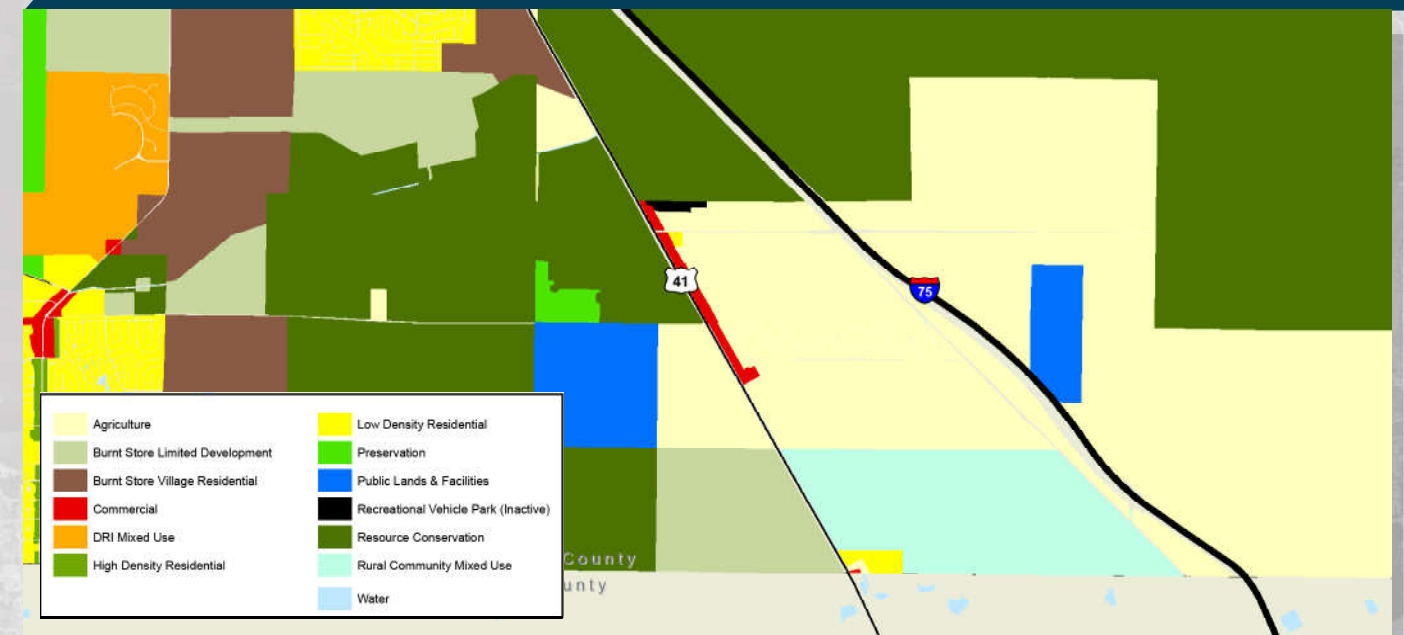 41
75
Agriculture
Burnt Store Limited Development
Burnt Store Village Residential
Commercial
DRI Mixed Use
High Density Residential
Low Density Residential
Preservation
Public Lands & Facilities
Recreational Vehicle Park (Inactive)
Resource Conservation
Rural Community Mixed Use
Water
County
unty